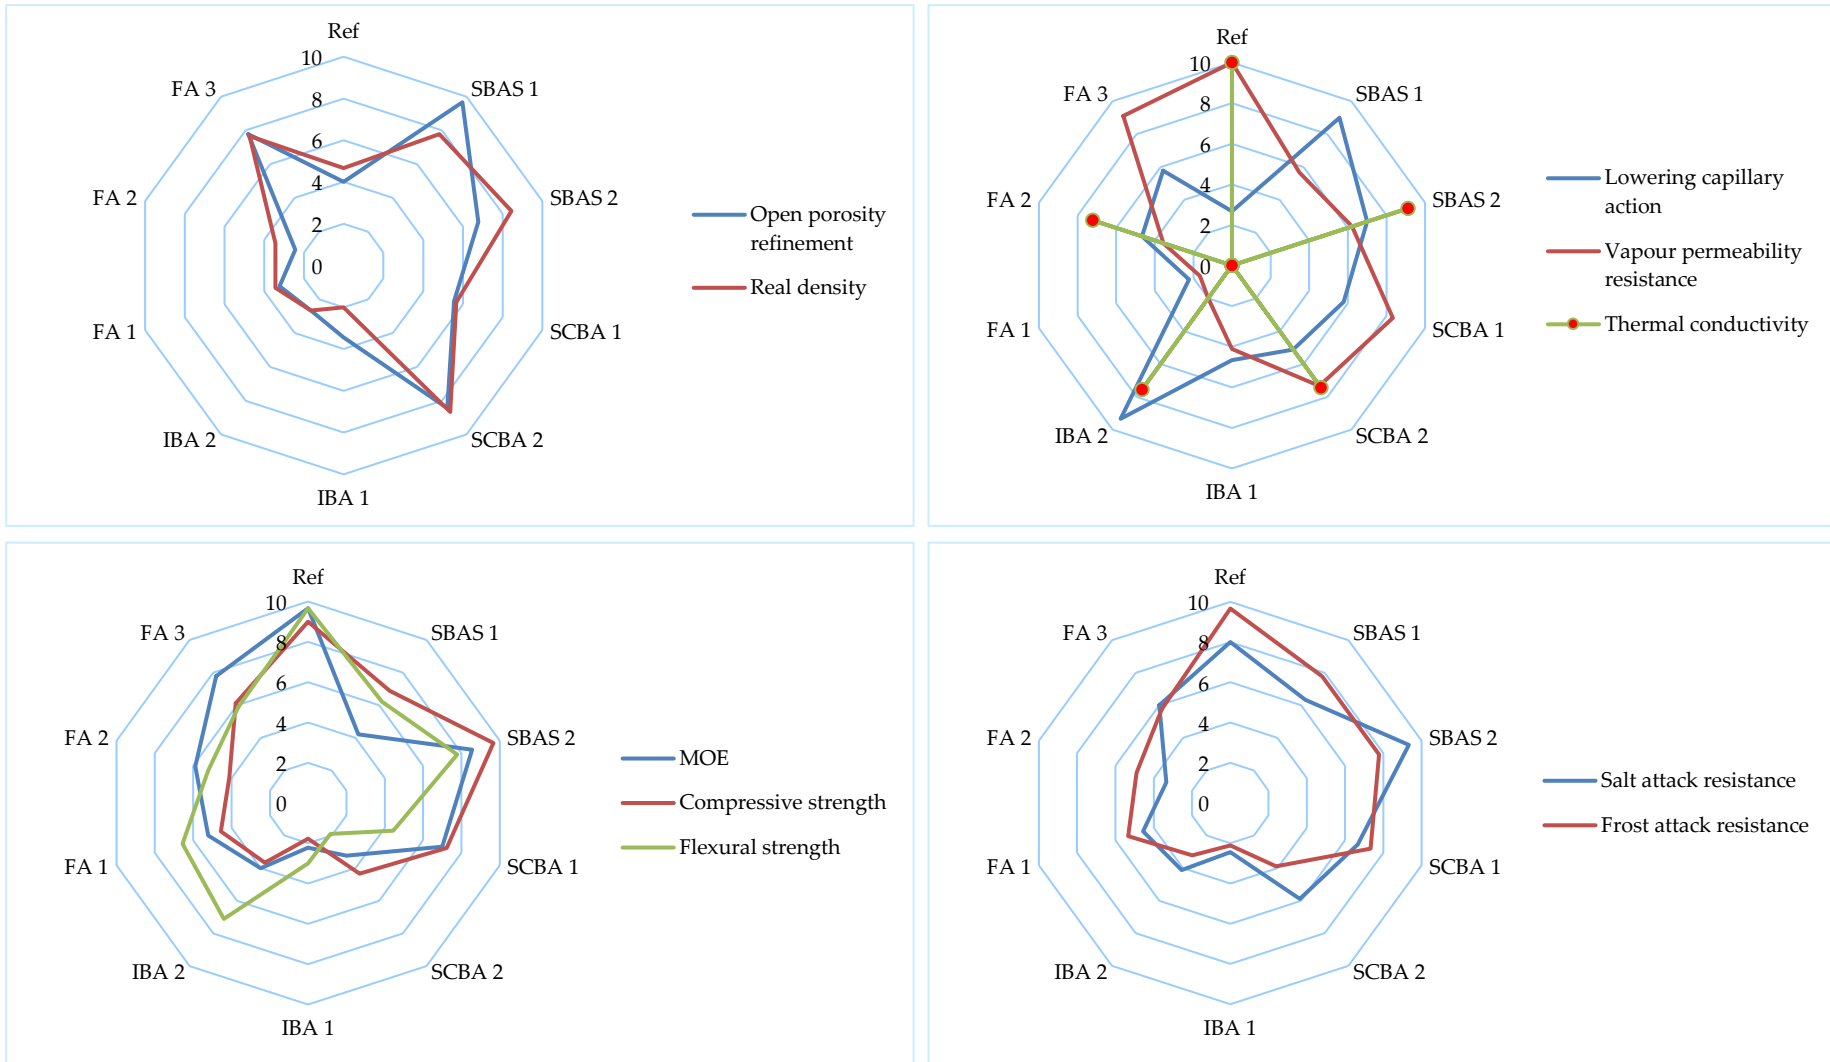 Ref
10
8
6
4
2
0
SBAS 1
SBAS 2
SCBA 1
SCBA 2
IBA 1
IBA 2
FA 1
FA 2
FA 3
Open porosity
refinement
Real density
Ref
10
8
6
4
2
0
SBAS 1
SBAS 2
SCBA 1
SCBA 2
IBA 1
IBA 2
FA 1
FA 2
FA 3
Lowering capillary
action
Vapour permeability
resistance
Thermal conductivity
Ref
10
8
6
4
2
0
SBAS 1
SBAS 2
SCBA 1
SCBA 2
IBA 1
IBA 2
FA 1
FA 2
FA 3
MOE
Compressive strength
Flexural strength
Ref
10
8
6
4
2
0
SBAS 1
SBAS 2
SCBA 1
SCBA 2
IBA 1
IBA 2
FA 1
FA 2
FA 3
Salt attack resistance
Frost attack resistance